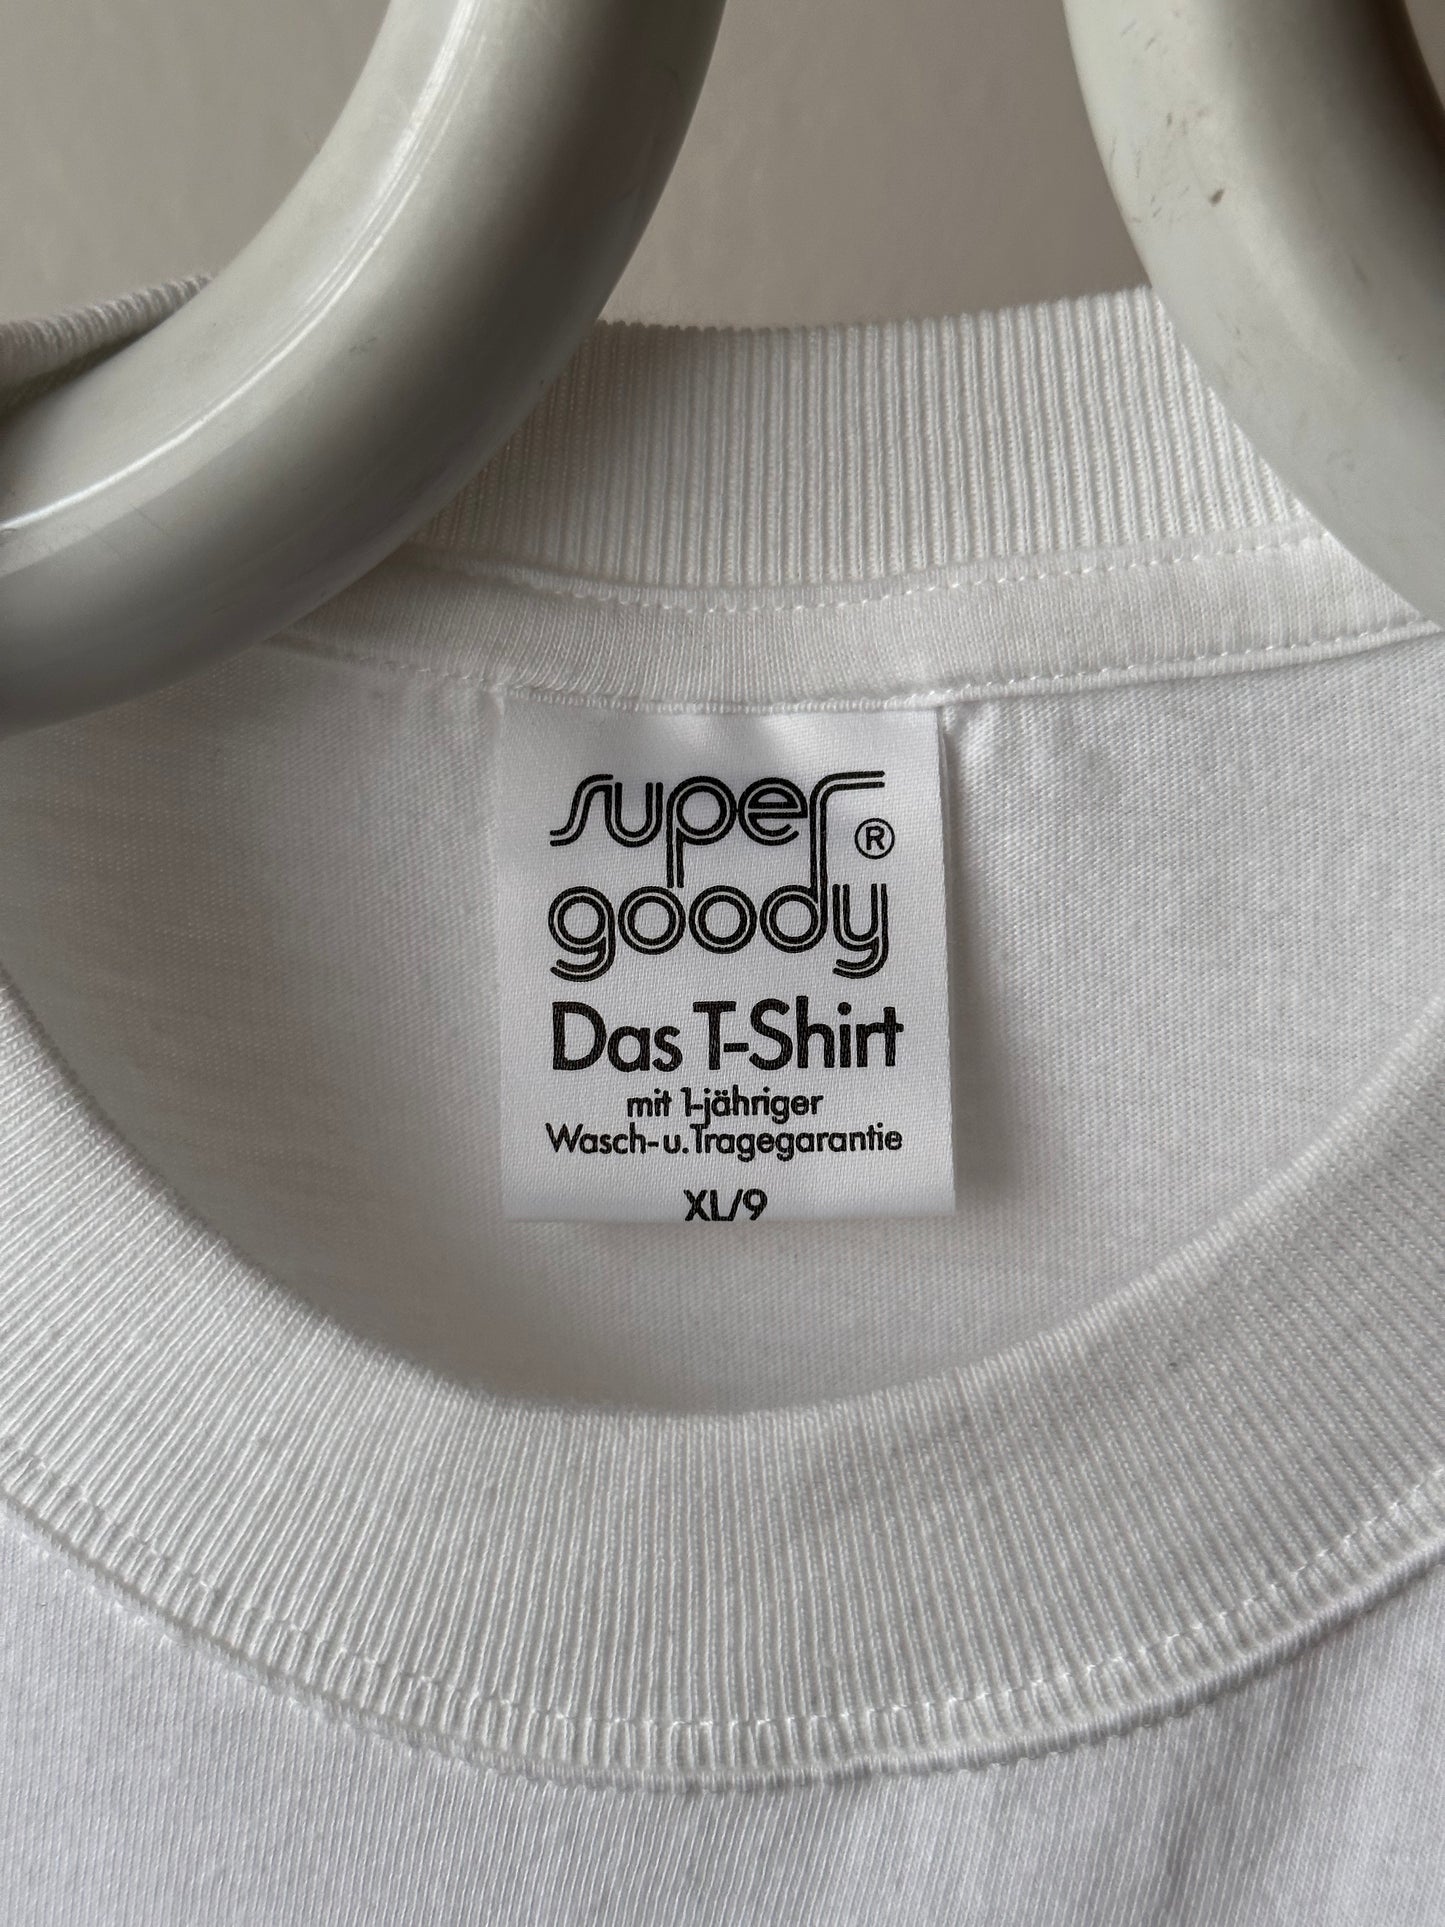 super ®
goody
Das T-Shirt
mit 1-jähriger
Wasch- u. Tragegarantie
XL/9